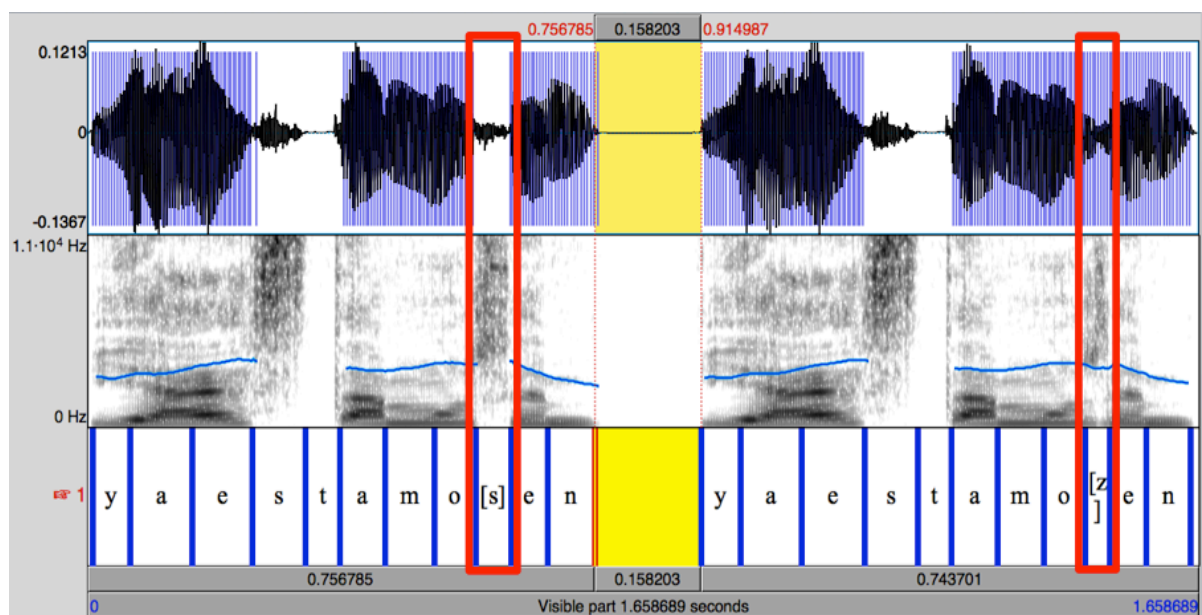 0.756785 0.158203 0.914987
0.1213
0
-0.1367
1.1·10⁴ Hz
0 Hz
☞ 1 y a e s t a m o [s] e n y a e s t a m o [z
] e n
0.756785 0.158203 0.743701
0 Visible part 1.658689 seconds 1.658689